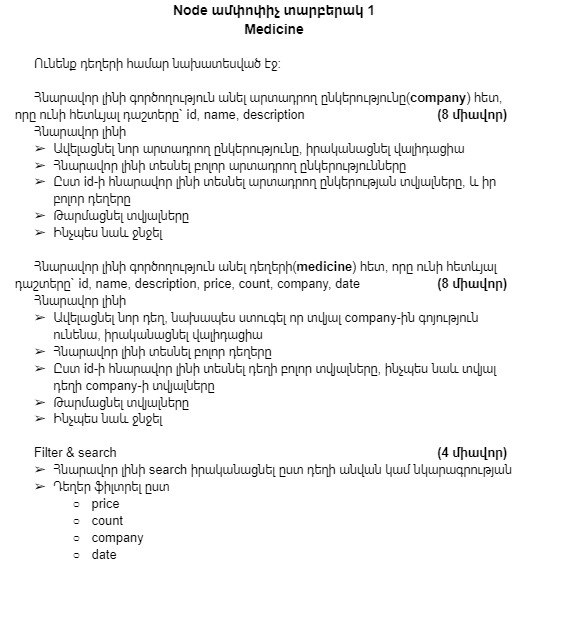 Node ամփոփիչ տարբերակ 1
Medicine
Ունենք դեղերի համար նախատեսված էջ:
Հնարավոր լինի գործողություն անել արտադրող ընկերությունը(company) հետ,
որը ունի հետևյալ դաշտերը` id, name, description (8 միավոր)
Հնարավոր լինի
➢ Ավելացնել նոր արտադրող ընկերությունը, իրականացնել վալիդացիա
➢ Հնարավոր լինի տեսնել բոլոր արտադրող ընկերությունները
➢ Ըստ id-ի հնարավոր լինի տեսնել արտադրող ընկերության տվյալները, և իր
բոլոր դեղերը
➢ Թարմացնել տվյալները
➢ Ինչպես նաև ջնջել
Հնարավոր լինի գործողություն անել դեղերի(medicine) հետ, որը ունի հետևյալ
դաշտերը` id, name, description, price, count, company, date (8 միավոր)
Հնարավոր լինի
➢ Ավելացնել նոր դեղ, նախապես ստուգել որ տվյալ company-ին գոյություն
ունենա, իրականացնել վալիդացիա
➢ Հնարավոր լինի տեսնել բոլոր դեղերը
➢ Ըստ id-ի հնարավոր լինի տեսնել դեղի բոլոր տվյալները, ինչպես նաև տվյալ
դեղի company-ի տվյալները
➢ Թարմացնել տվյալները
➢ Ինչպես նաև ջնջել
Filter & search (4 միավոր)
➢ Հնարավոր լինի search իրականացնել ըստ դեղի անվան կամ նկարագրության
➢ Դեղեր ֆիլտրել ըստ
○ price
○ count
○ company
○ date